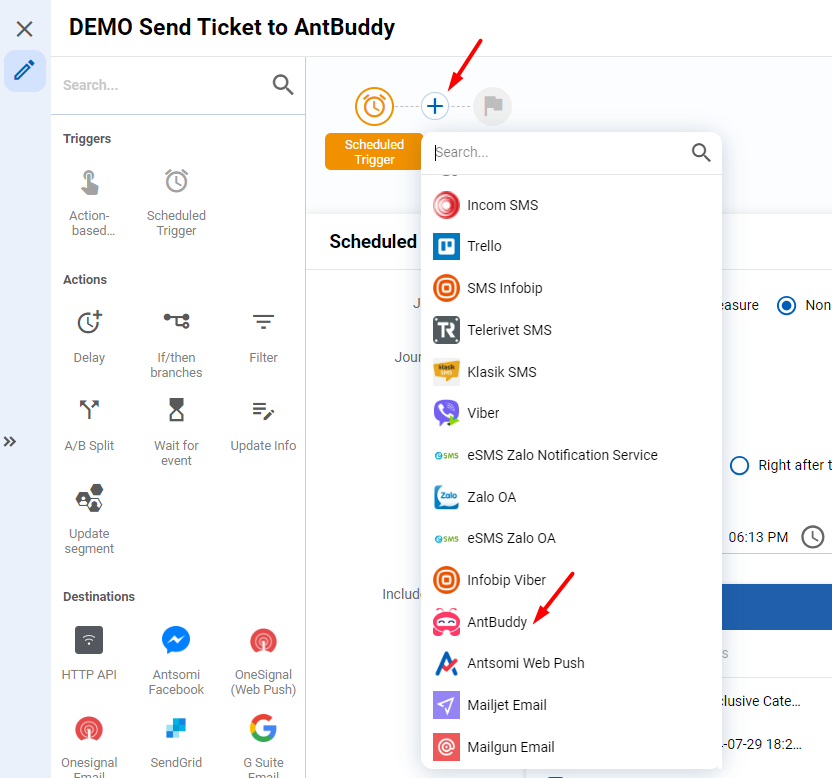 DEMO Send Ticket to AntBuddy
Search...
Triggers
Action-
based...
Scheduled
Trigger
Actions
Delay
If/then
branches
Filter
A/B Split
Wait for
event
Update Info
Update
segment
Destinations
HTTP API
Antsomi
Facebook
OneSignal
(Web Push)
Onesignal
Email
SendGrid
G Suite
Email
Scheduled
Trigger
Search...
Incom SMS
Trello
SMS Infobip
Telerivet SMS
Klasik SMS
Viber
eSMS Zalo Notification Service
Zalo OA
eSMS Zalo OA
Infobip Viber
AntBuddy
Antsomi Web Push
Mailjet Email
Mailgun Email
Scheduled
J
easure
Non
Jour
Right after t
06:13 PM
Include
s
clusive Cate...
-07-29 18:2...